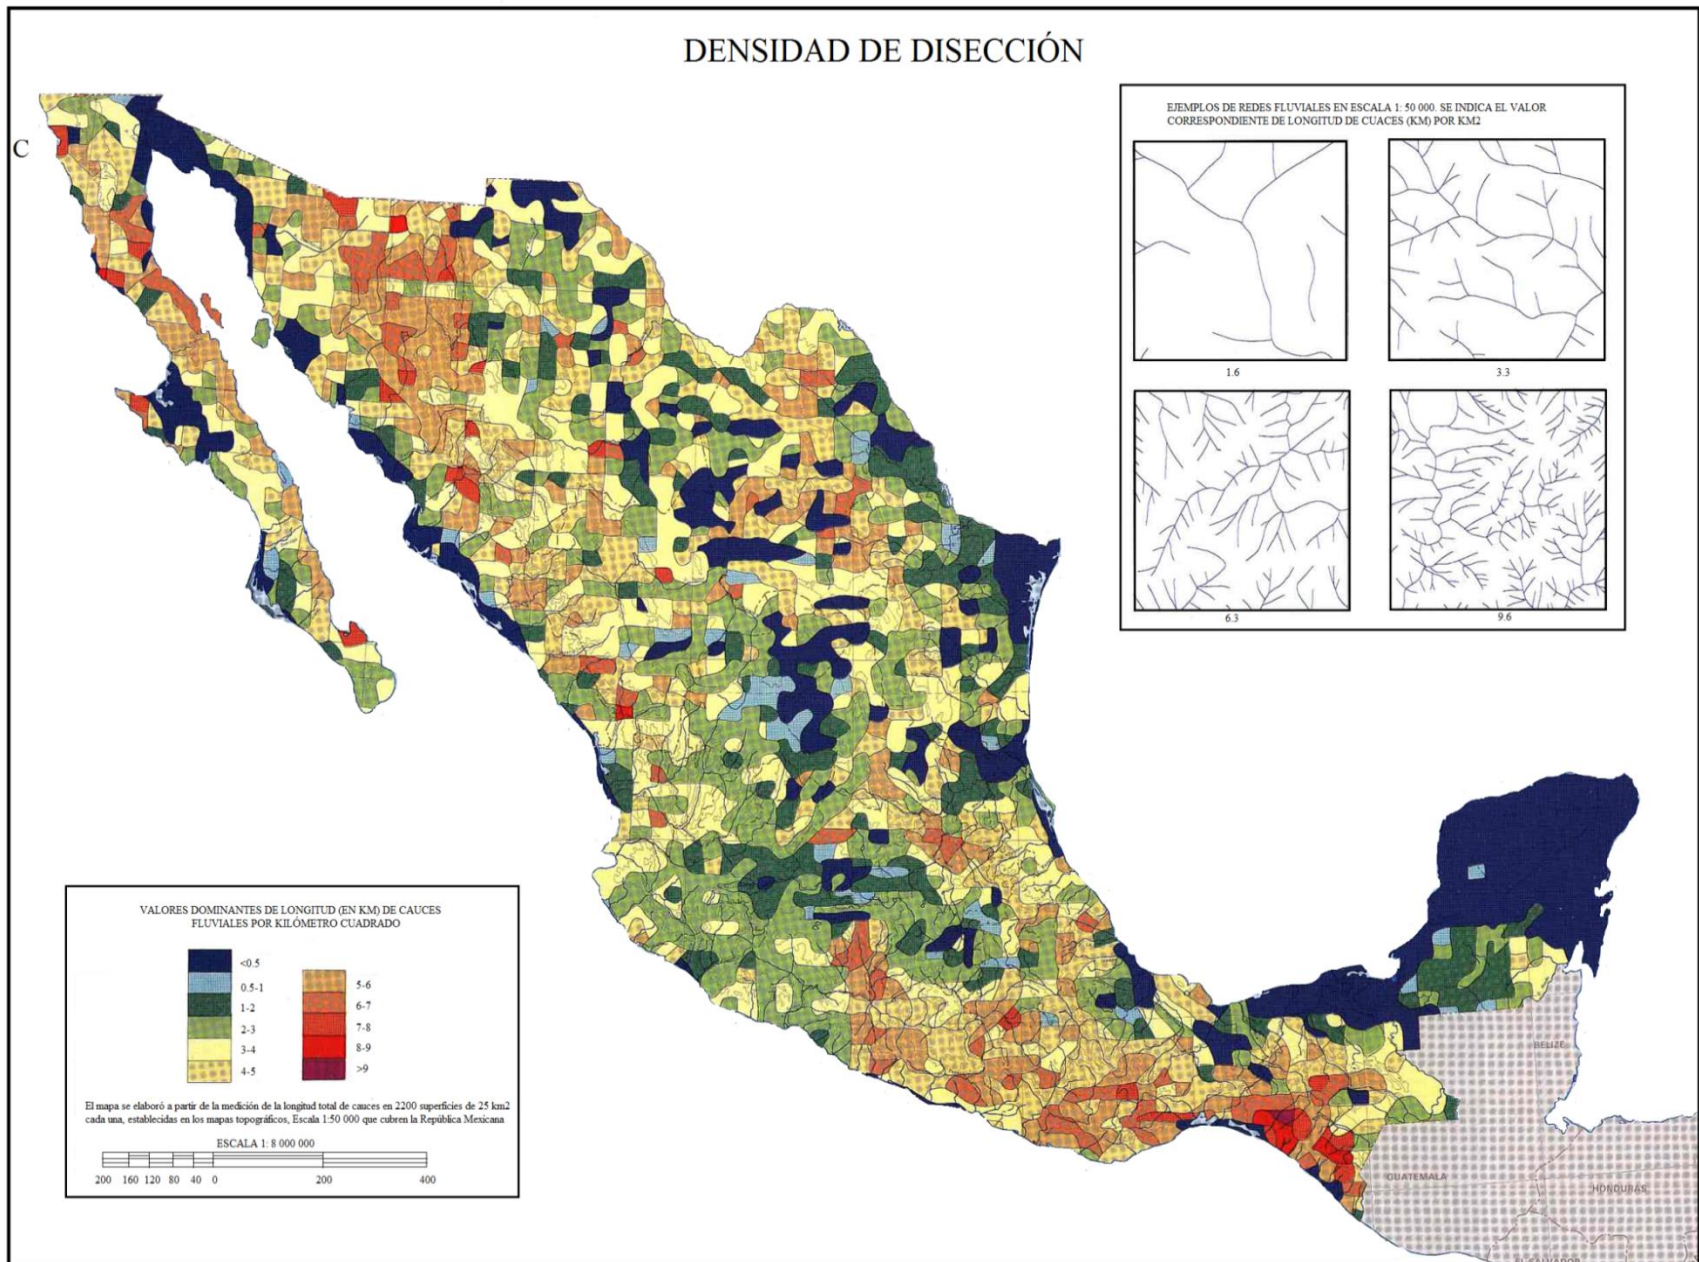 DENSIDAD DE DISECCIÓN
C
EJEMPLOS DE REDES FLUVIALES EN ESCALA 1: 50 000. SE INDICA EL VALOR
CORRESPONDIENTE DE LONGITUD DE CUACES (KM) POR KM2
1.6
3.3
6.3
9.6
VALORES DOMINANTES DE LONGITUD (EN KM) DE CAUCES
FLUVIALES POR KILÓMETRO CUADRADO
<0.5
0.5-1
1-2
2-3
3-4
4-5
5-6
6-7
7-8
8-9
>9
El mapa se elaboró a partir de la medición de la longitud total de cauces en 2200 superficies de 25 km2
cada una, establecidas en los mapas topográficos, Escala 1:50 000 que cubren la República Mexicana
ESCALA 1: 8 000 000
200 160 120 80 40 0 200 400
BELIZE
GUATEMALA
HONDURAS
EL SALVADOR